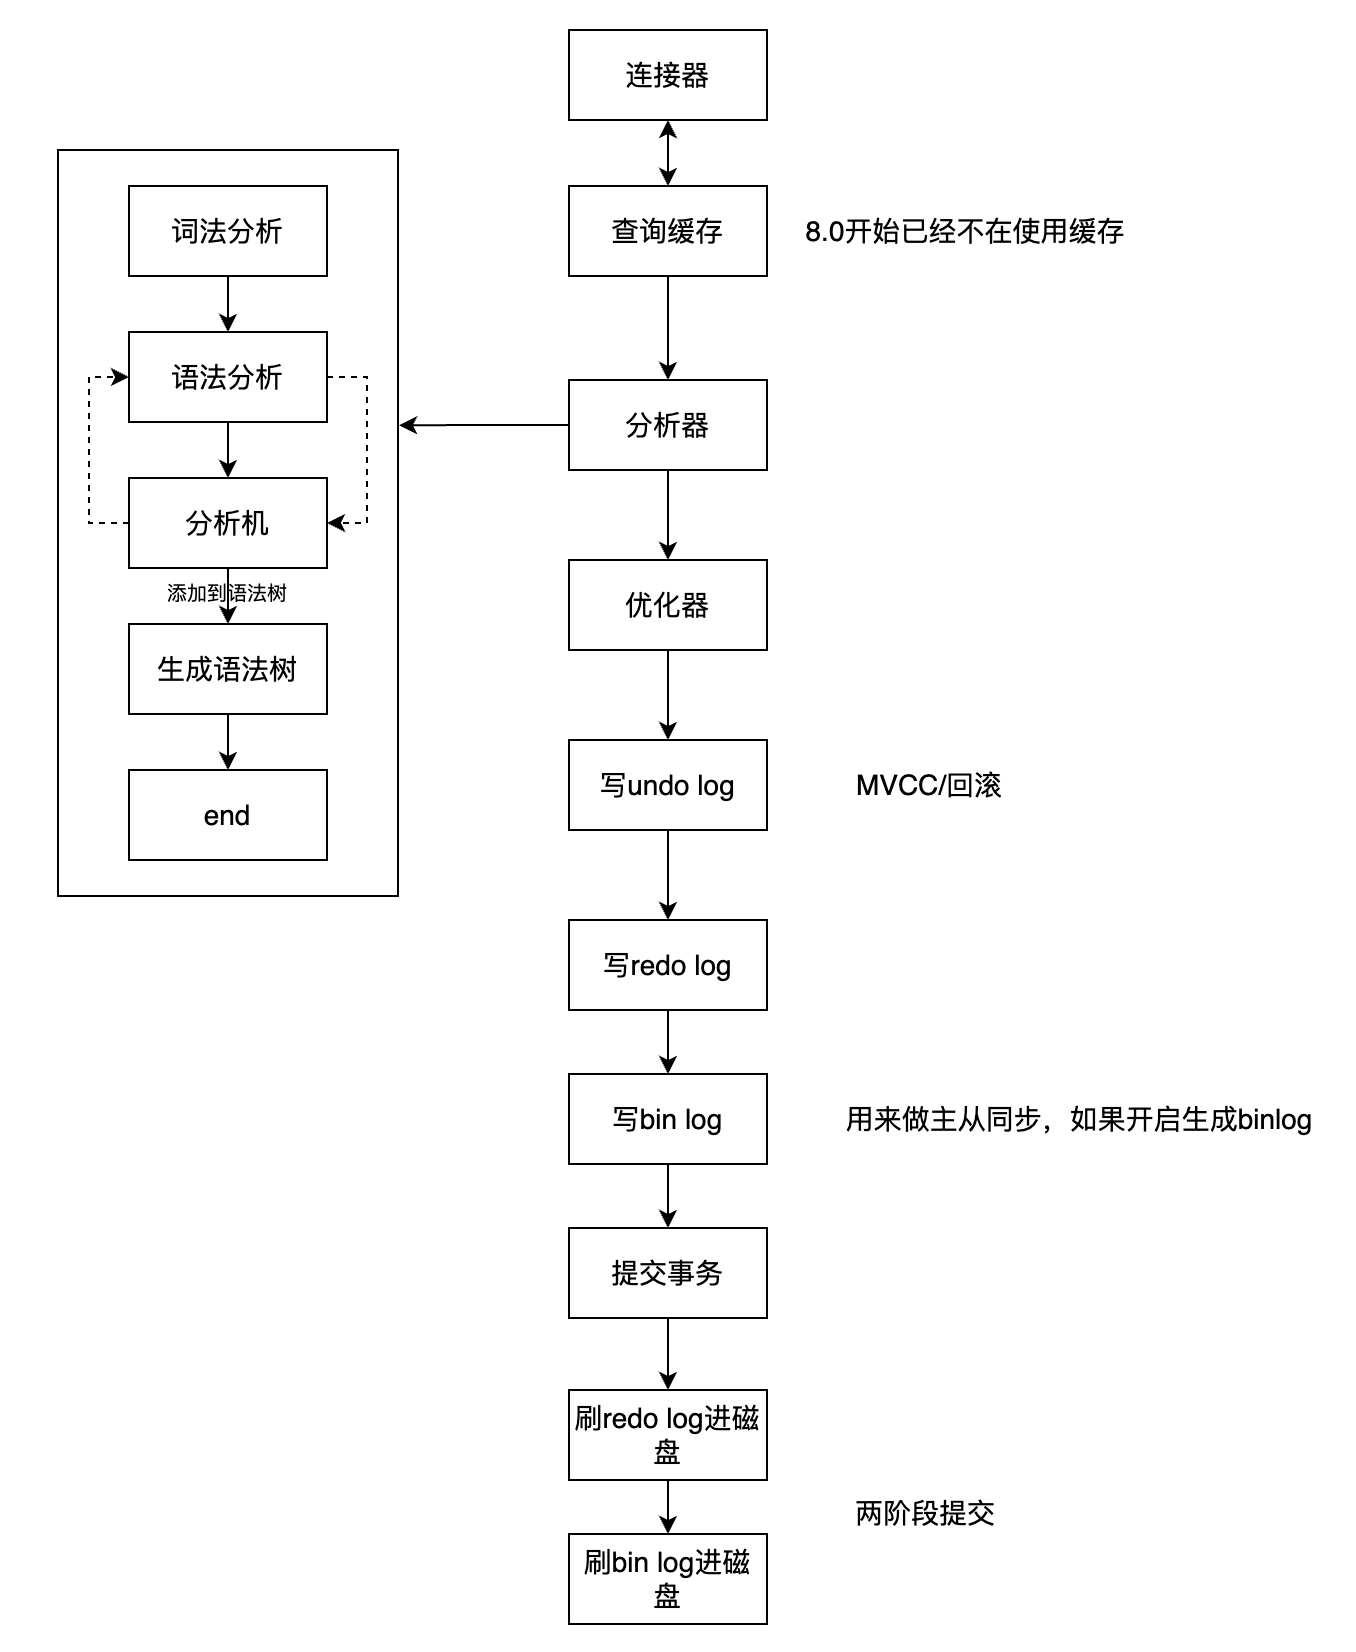 连接器
查询缓存
8.0开始已经不在使用缓存
分析器
词法分析
语法分析
分析机
添加到语法树
生成语法树
end
优化器
写undo log
MVCC/回滚
写redo log
写bin log
用来做主从同步，如果开启生成binlog
提交事务
刷redo log进磁
盘
两阶段提交
刷bin log进磁
盘